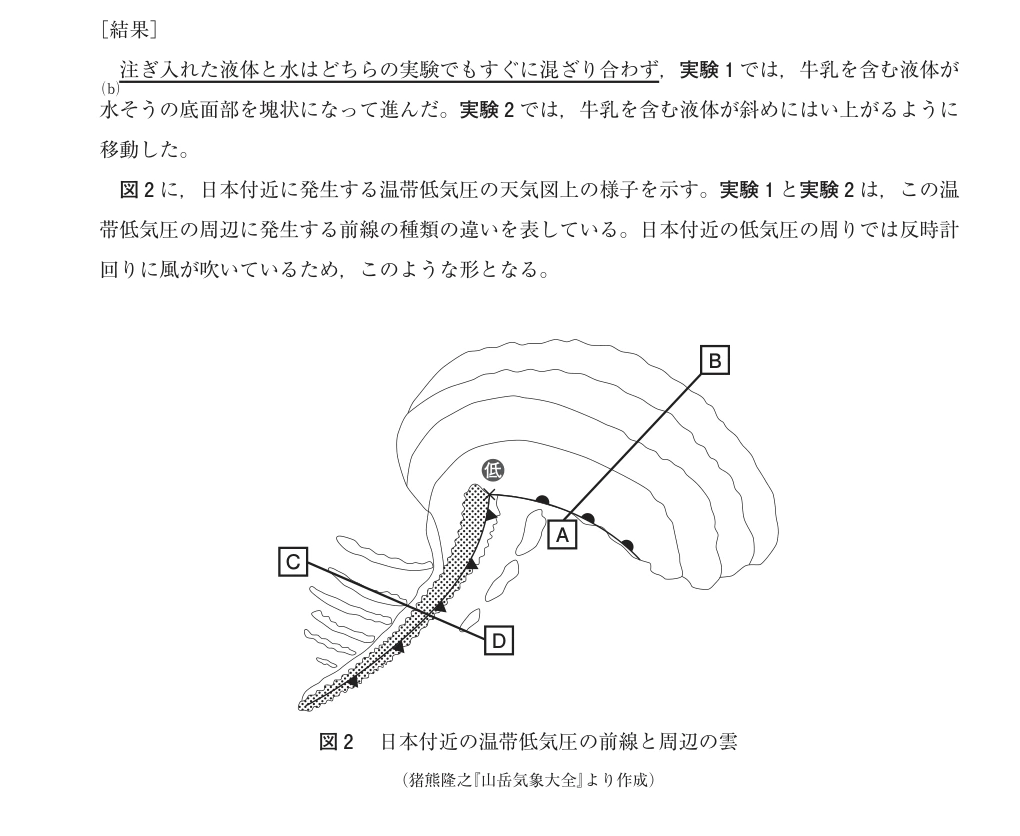 ［結果］
注ぎ入れた液体と水はどちらの実験でもすぐに混ざり合わず，実験1では，牛乳を含む液体が
(b)
水そうの底面部を塊状になって進んだ。実験2では，牛乳を含む液体が斜めにはい上がるように
移動した。
図2に，日本付近に発生する温帯低気圧の天気図上の様子を示す。実験1と実験2は，この温
帯低気圧の周辺に発生する前線の種類の違いを表している。日本付近の低気圧の周りでは反時計
回りに風が吹いているため，このような形となる。
B
低
A
C
D
図2　日本付近の温帯低気圧の前線と周辺の雲
（猪熊隆之『山岳気象大全』より作成）